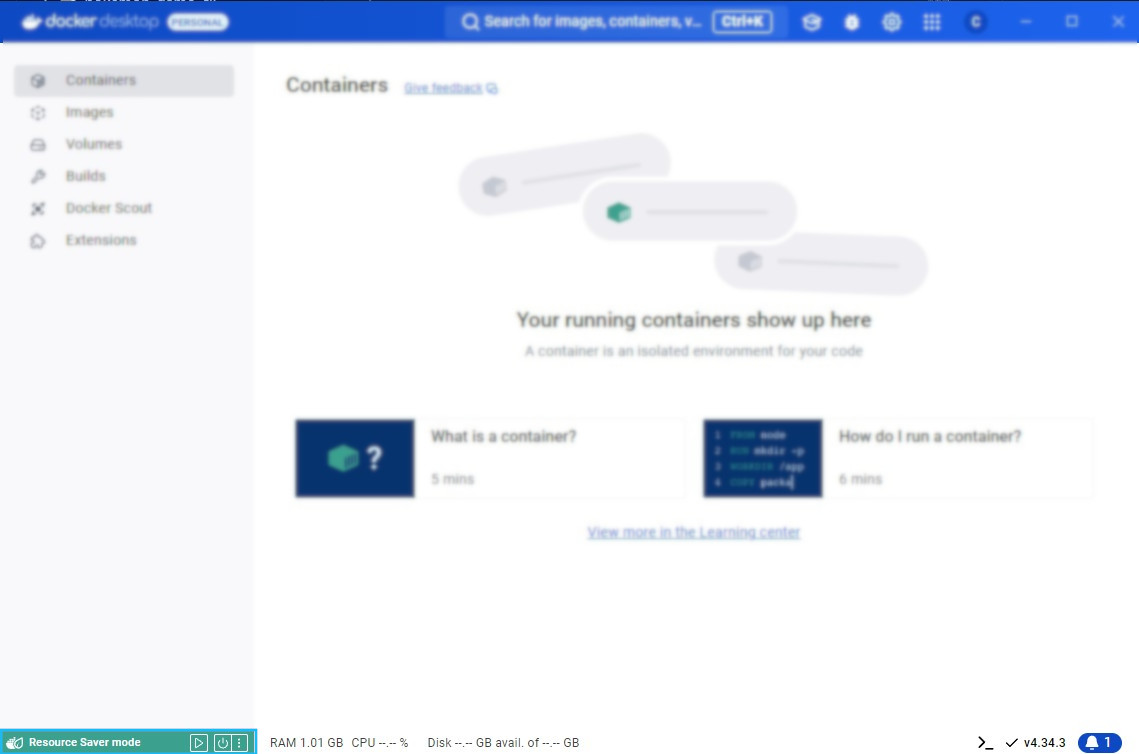 docker desktop PERSONAL
Search for images, containers, v... Ctrl+K
C
Containers
Images
Volumes
Builds
Docker Scout
Extensions
Containers Give feedback
Your running containers show up here
A container is an isolated environment for your code
?
What is a container?
5 mins
1 FROM node
2 RUN mkdir -p
3 WORKDIR /app
4 COPY packa
How do I run a container?
6 mins
View more in the Learning center
Resource Saver mode
RAM 1.01 GB CPU --.-- % Disk --.-- GB avail. of --.-- GB
>_ v4.34.3 1